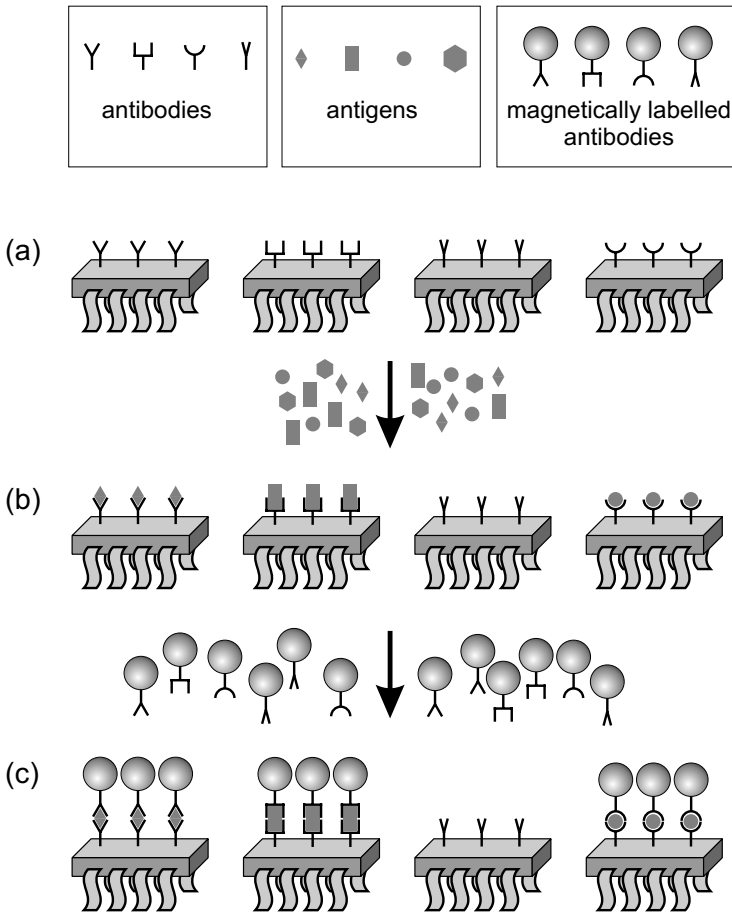 antibodies
antigens
magnetically labelled
antibodies
(a)
(b)
(c)